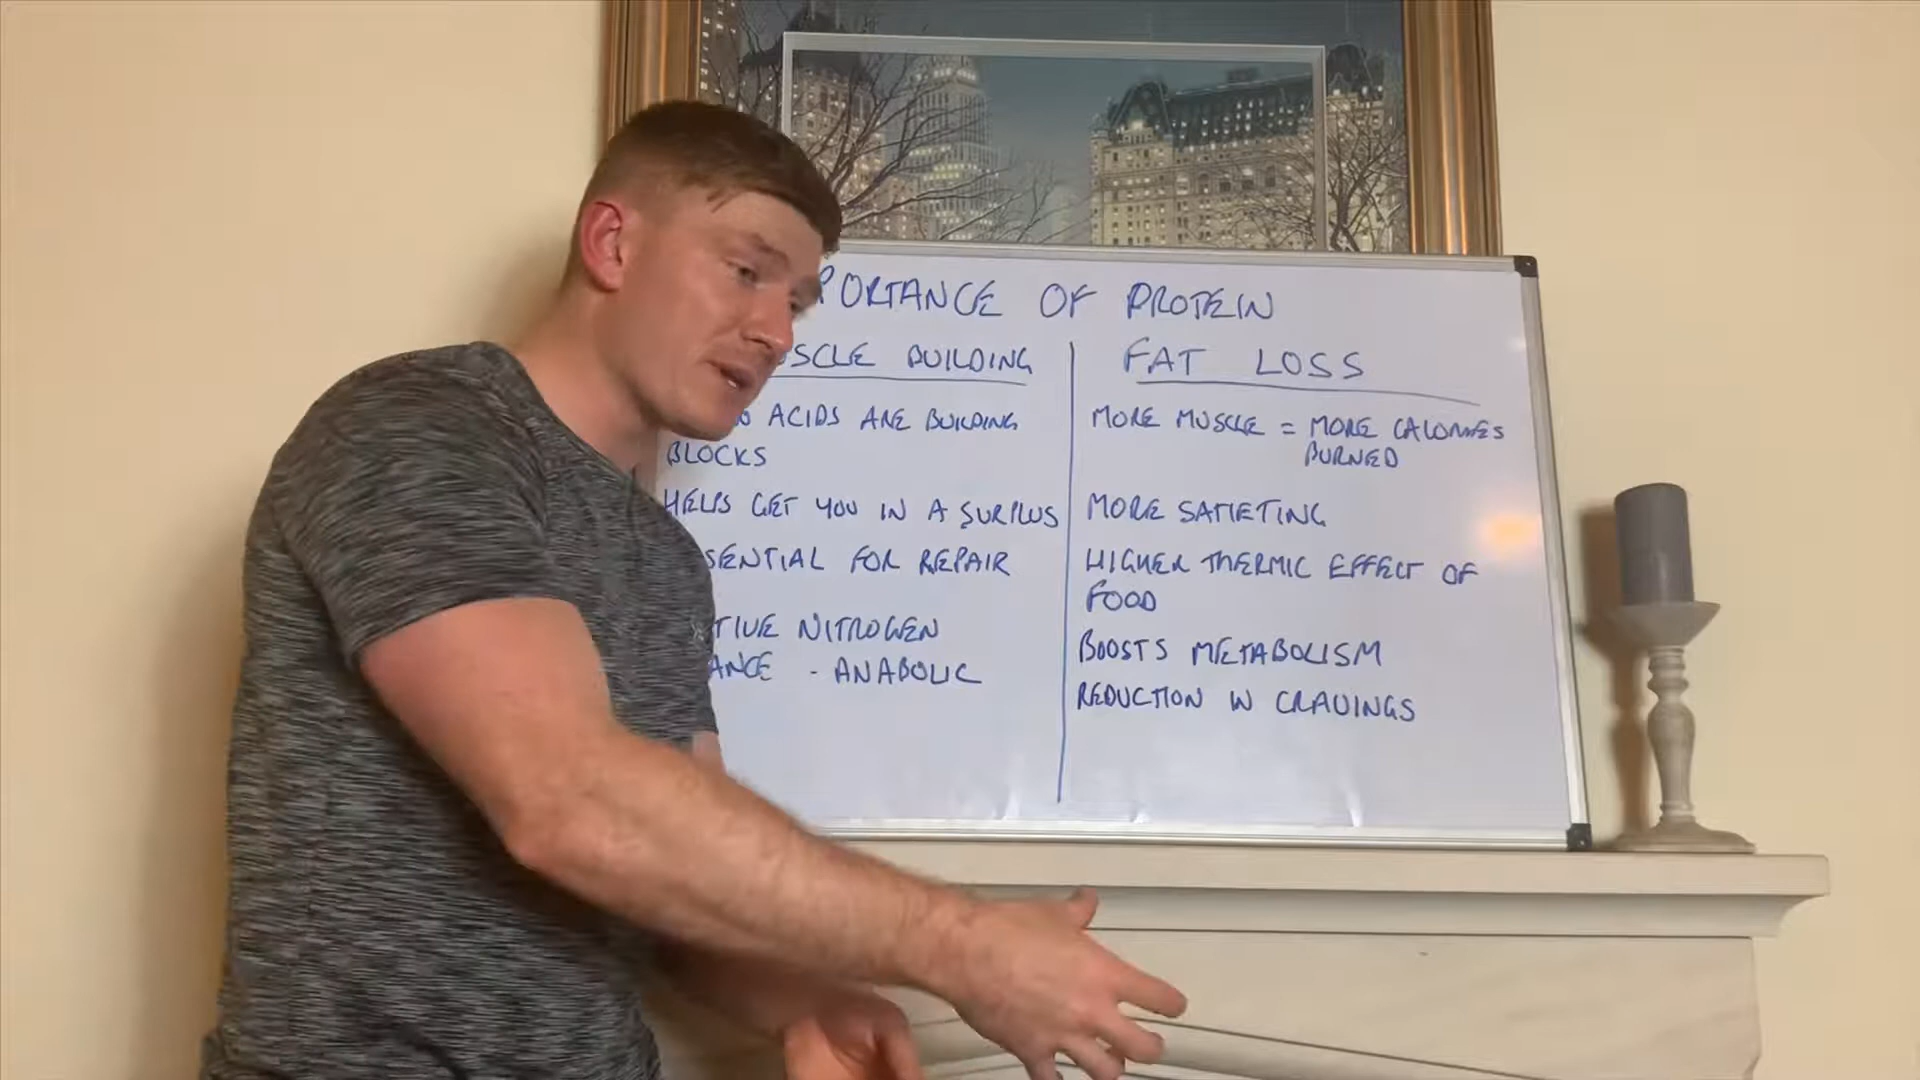 PORTANCE OF PROTEIN
SCLE BUILDING
ACIDS ARE BUILDING
BLOCKS
HELPS GET YOU IN A SURPLUS
SENTIAL FOR REPAIR
TIVE NITROGEN
ANCE - ANABOLIC
FAT LOSS
MORE MUSCLE = MORE CALORIES
BURNED
MORE SATIETING
HIGHER THERMIC EFFECT OF
FOOD
BOOSTS METABOLISM
REDUCTION IN CRAVINGS